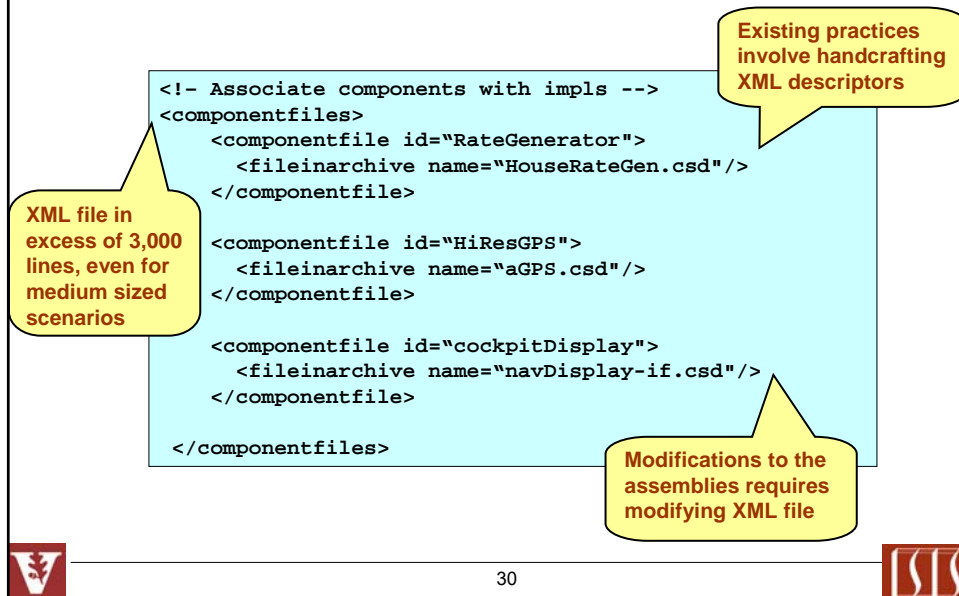 Existing practices
involve handcrafting
XML descriptors
<!– Associate components with impls -->
<componentfiles>
<componentfile id=“RateGenerator">
<fileinarchive name=“HouseRateGen.csd"/>
</componentfile>
XML file in
excess of 3,000
lines, even for
medium sized
scenarios
<componentfile id=“HiResGPS">
<fileinarchive name=“aGPS.csd"/>
</componentfile>
<componentfile id=“cockpitDisplay">
<fileinarchive name=“navDisplay-if.csd"/>
</componentfile>
</componentfiles>
Modifications to the
assemblies requires
modifying XML file
30